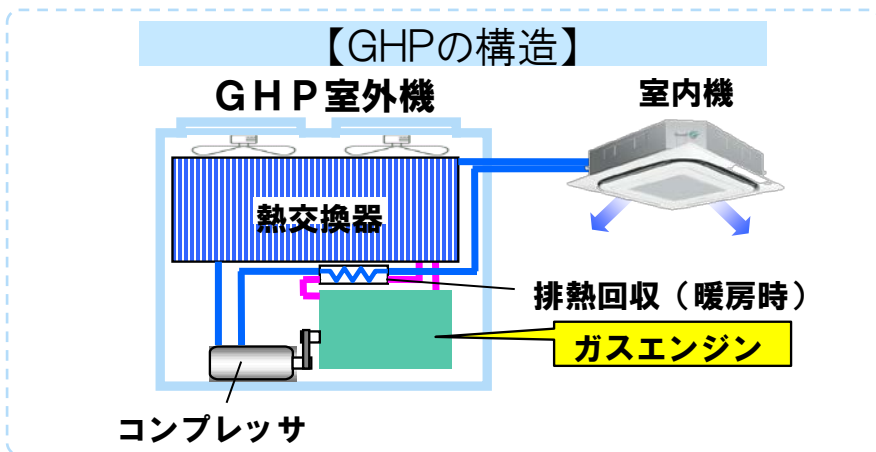 【GHPの構造】
GHP室外機
室内機
熱交換器
排熱回収（暖房時）
ガスエンジン
コンプレッサ